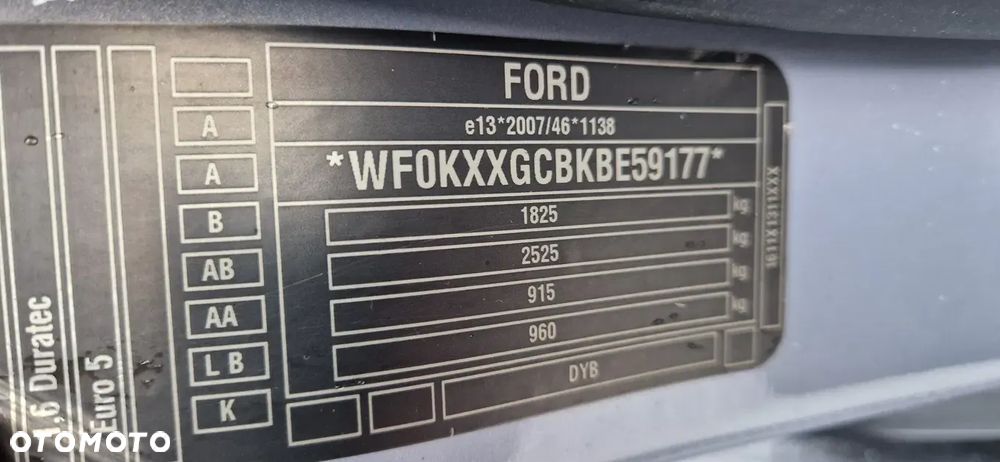 FORD
A
e13*2007/46*1138
A
*WF0KXXGCBKBE59177*
B
1825
kg
AB
2525
kg
AA
915
kg
L B
960
kg
K
DYB
1,6 Duratec
Euro 5
1611X1311XXX
OTOMOTO